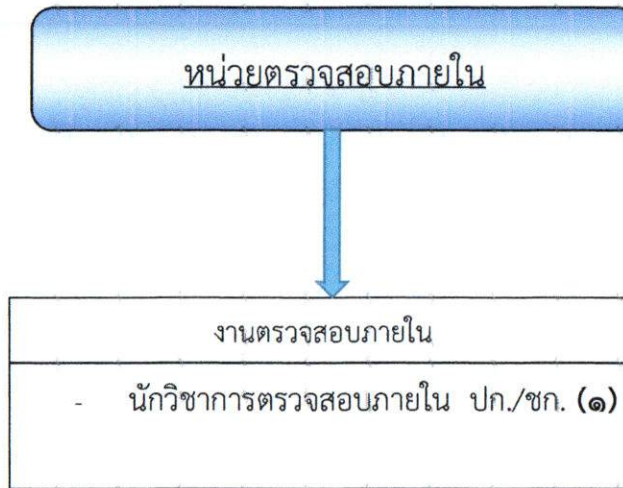 หน่วยตรวจสอบภายใน
งานตรวจสอบภายใน
- นักวิชาการตรวจสอบภายใน ปก./ชก. (๑)